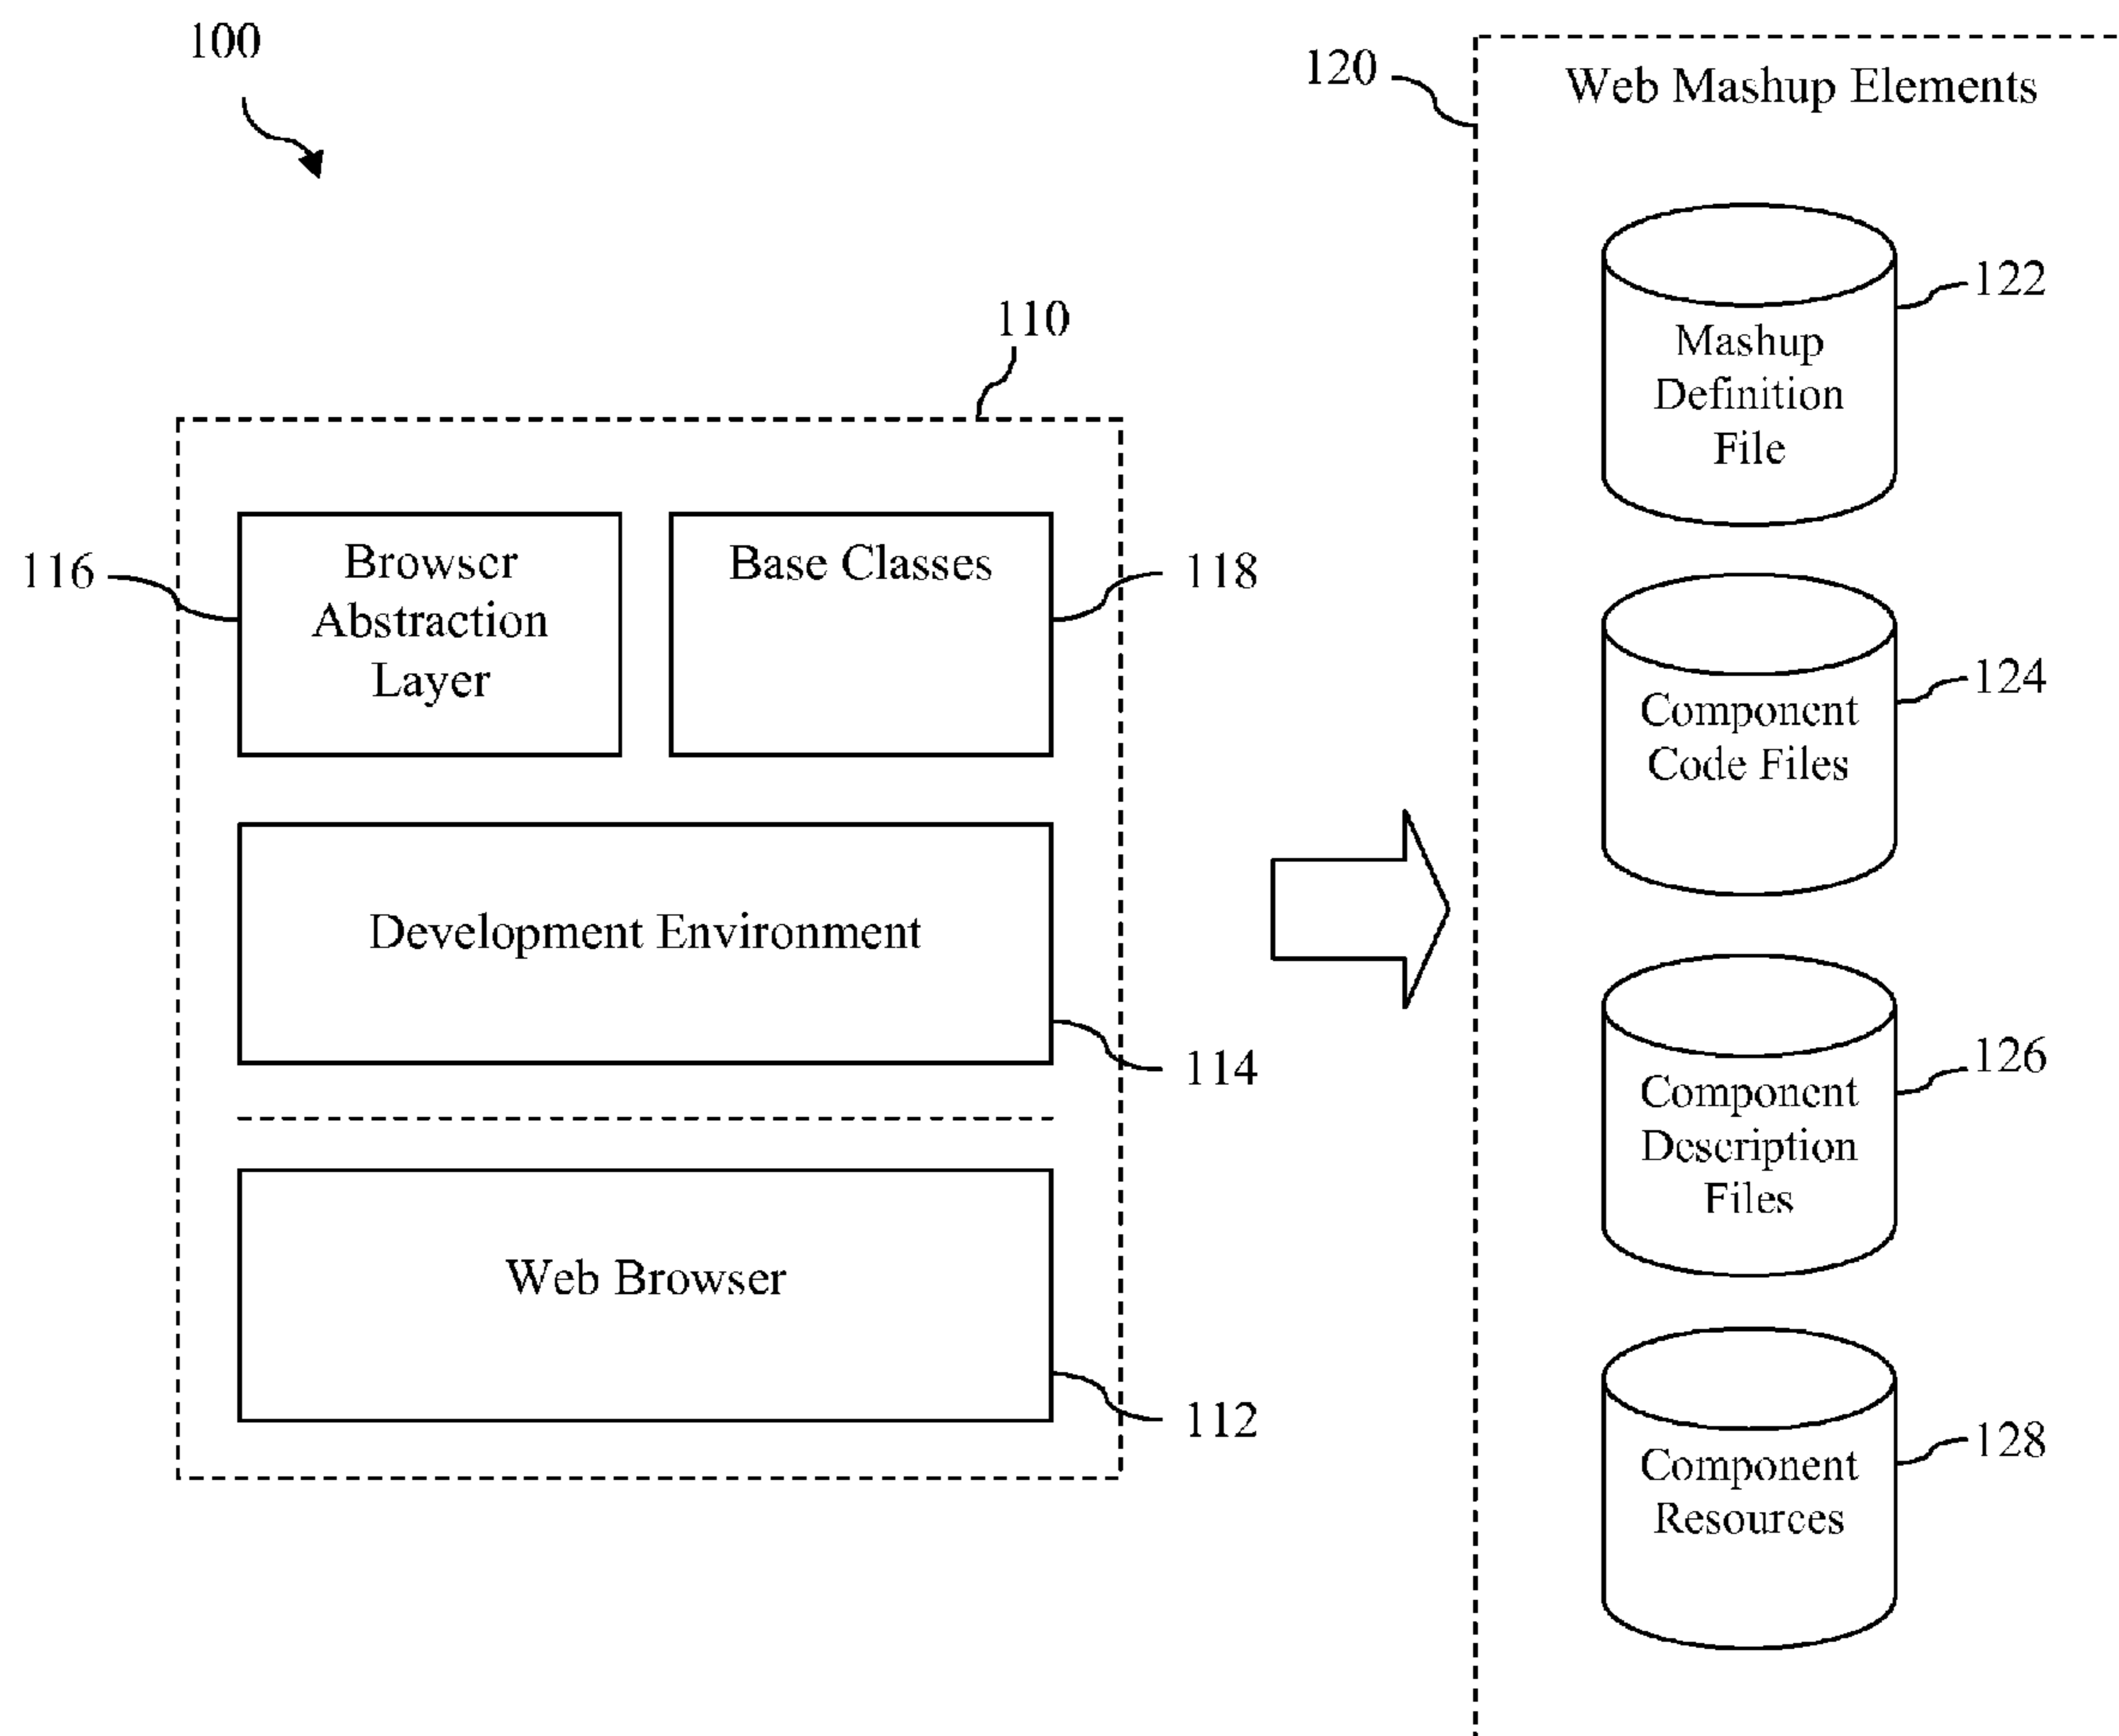 100
120
Web Mashup Elements
122
Mashup
Definition
File
110
116
Browser
Abstraction
Layer
Base Classes
118
124
Component
Code Files
Development Environment
114
126
Component
Description
Files
Web Browser
112
128
Component
Resources